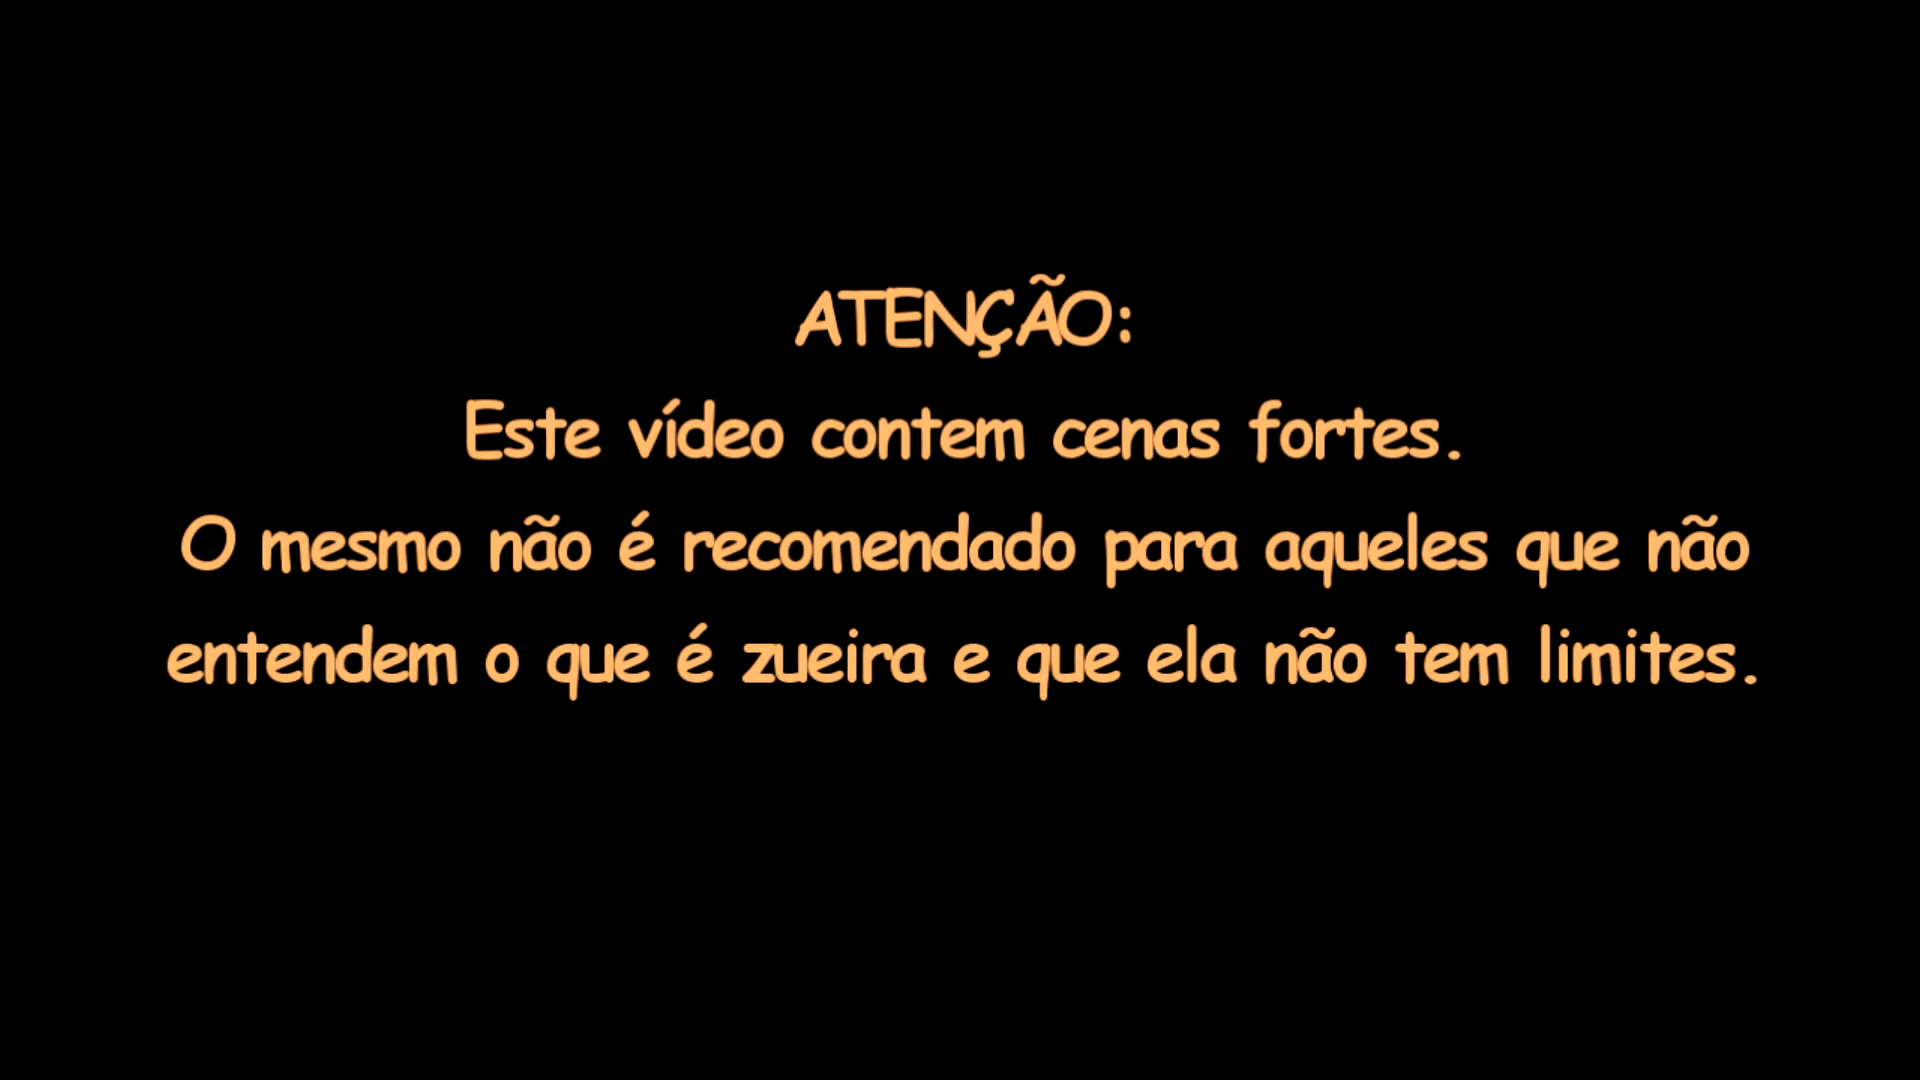 ATENÇÃO:
Este vídeo contem cenas fortes.
O mesmo não é recomendado para aqueles que não
entendem o que é zueira e que ela não tem limites.